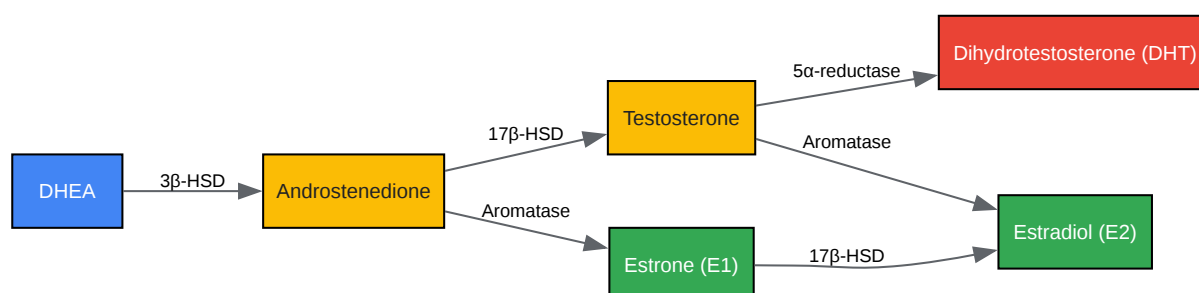 Dihydrotestosterone (DHT)
5α-reductase
Testosterone
17β-HSD
Aromatase
DHEA
3β-HSD
Androstenedione
Aromatase
Estradiol (E2)
Estrone (E1)
17β-HSD